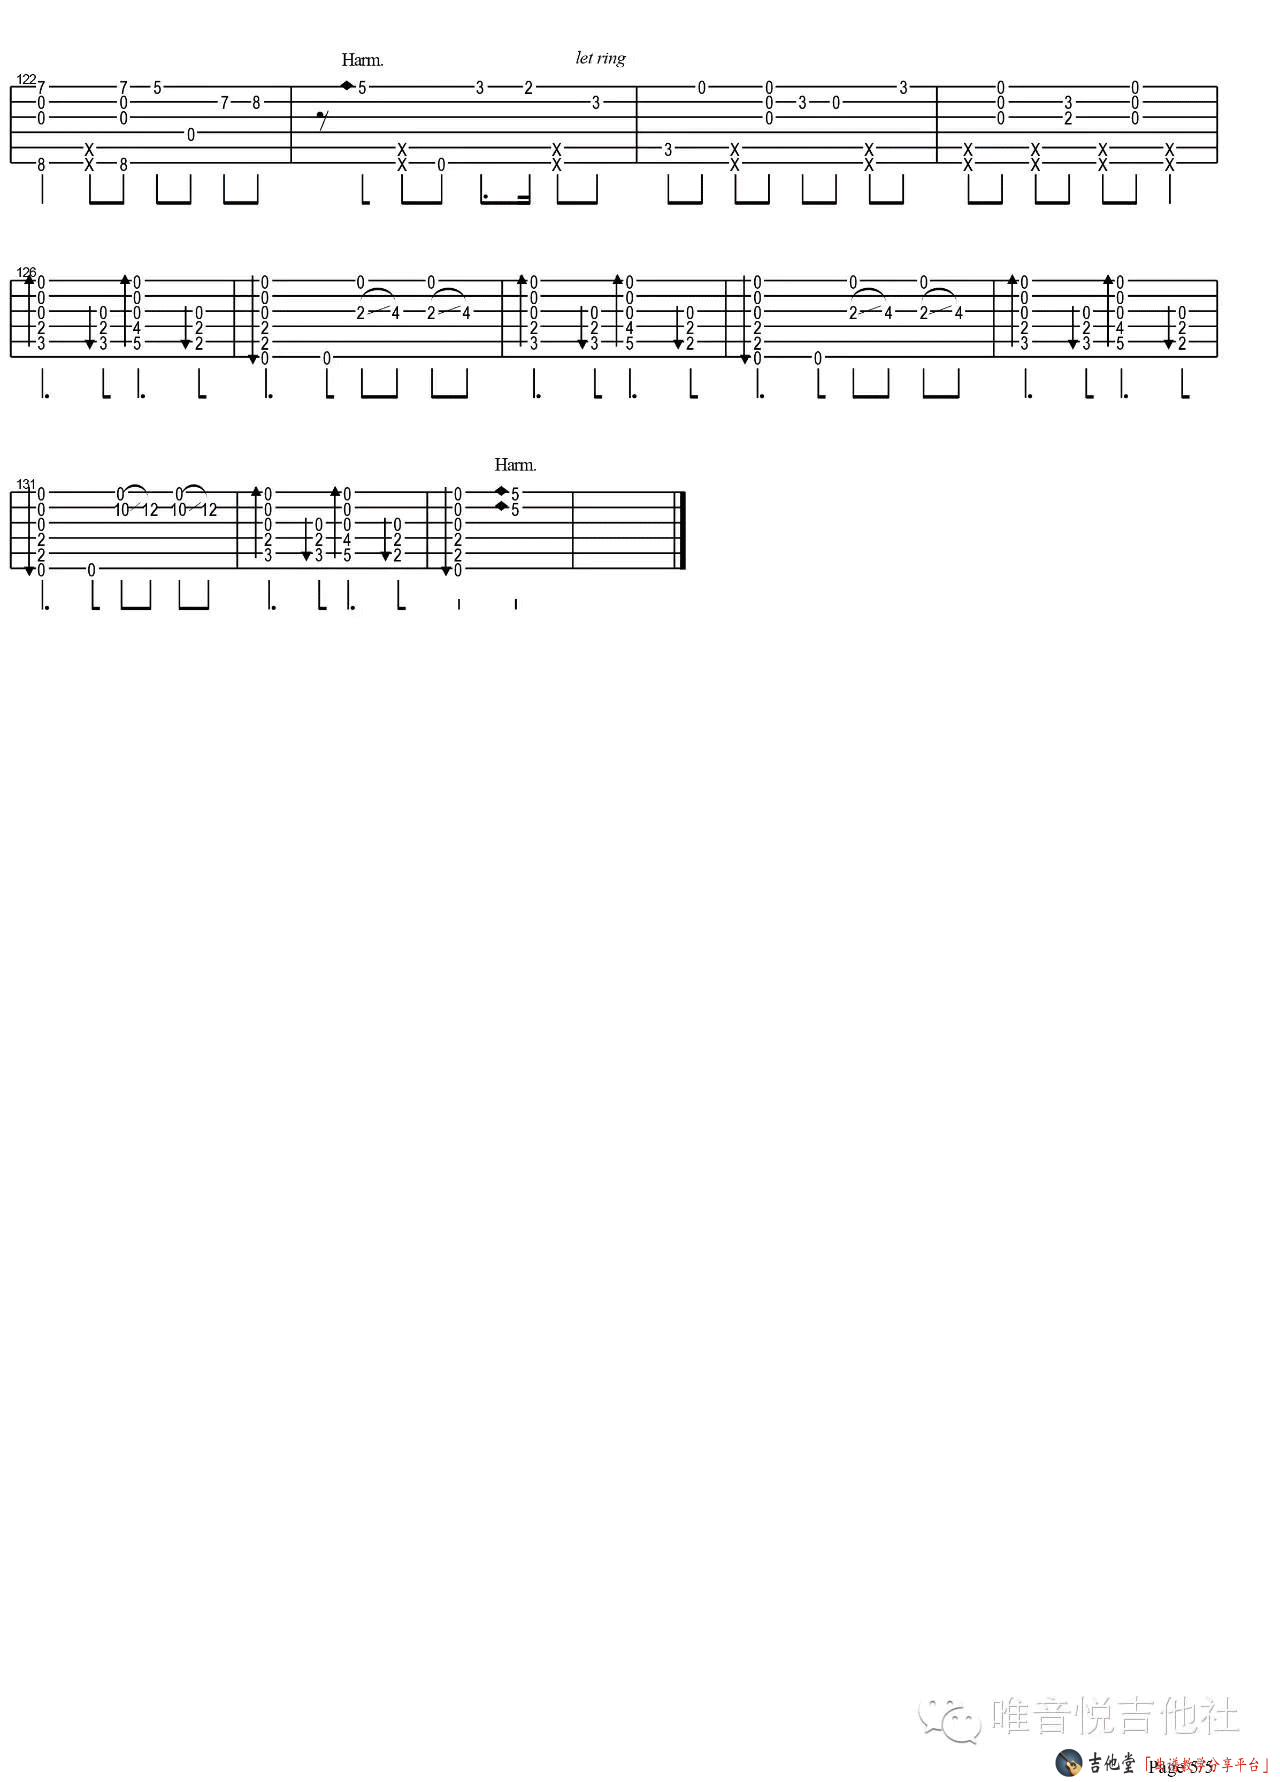 Harm.
let ring
122
7 7 5 5 3 2 0 0 3 0 0
0 0 7 8 3 0 3 0 0 3 0
0 0 0 0 2 0
0
X X X 3 X X X X X X
8 X 8 X 0 X X X X X X X
126
0 0 0 0 0 0 0 0 0 0 0 0
0 0 0 0 0 0 0 0
0 0 0 0 0 2 4 2 4 0 0 0 0 0 2 4 2 4 0 0 0 0
2 2 4 2 2 2 2 4 2 2 2 2 4 2
3 3 5 2 2 3 3 5 2 2 3 3 5 2
0 0 0 0
Harm.
131
0 0 0 0 0 0 5
0 10 12 10 12 0 0 0 5
0 0 0 0 0 0
2 2 2 4 2 2
2 3 3 5 2 2
0 0 0
唯音悦吉他社
吉他堂
Page 5/5